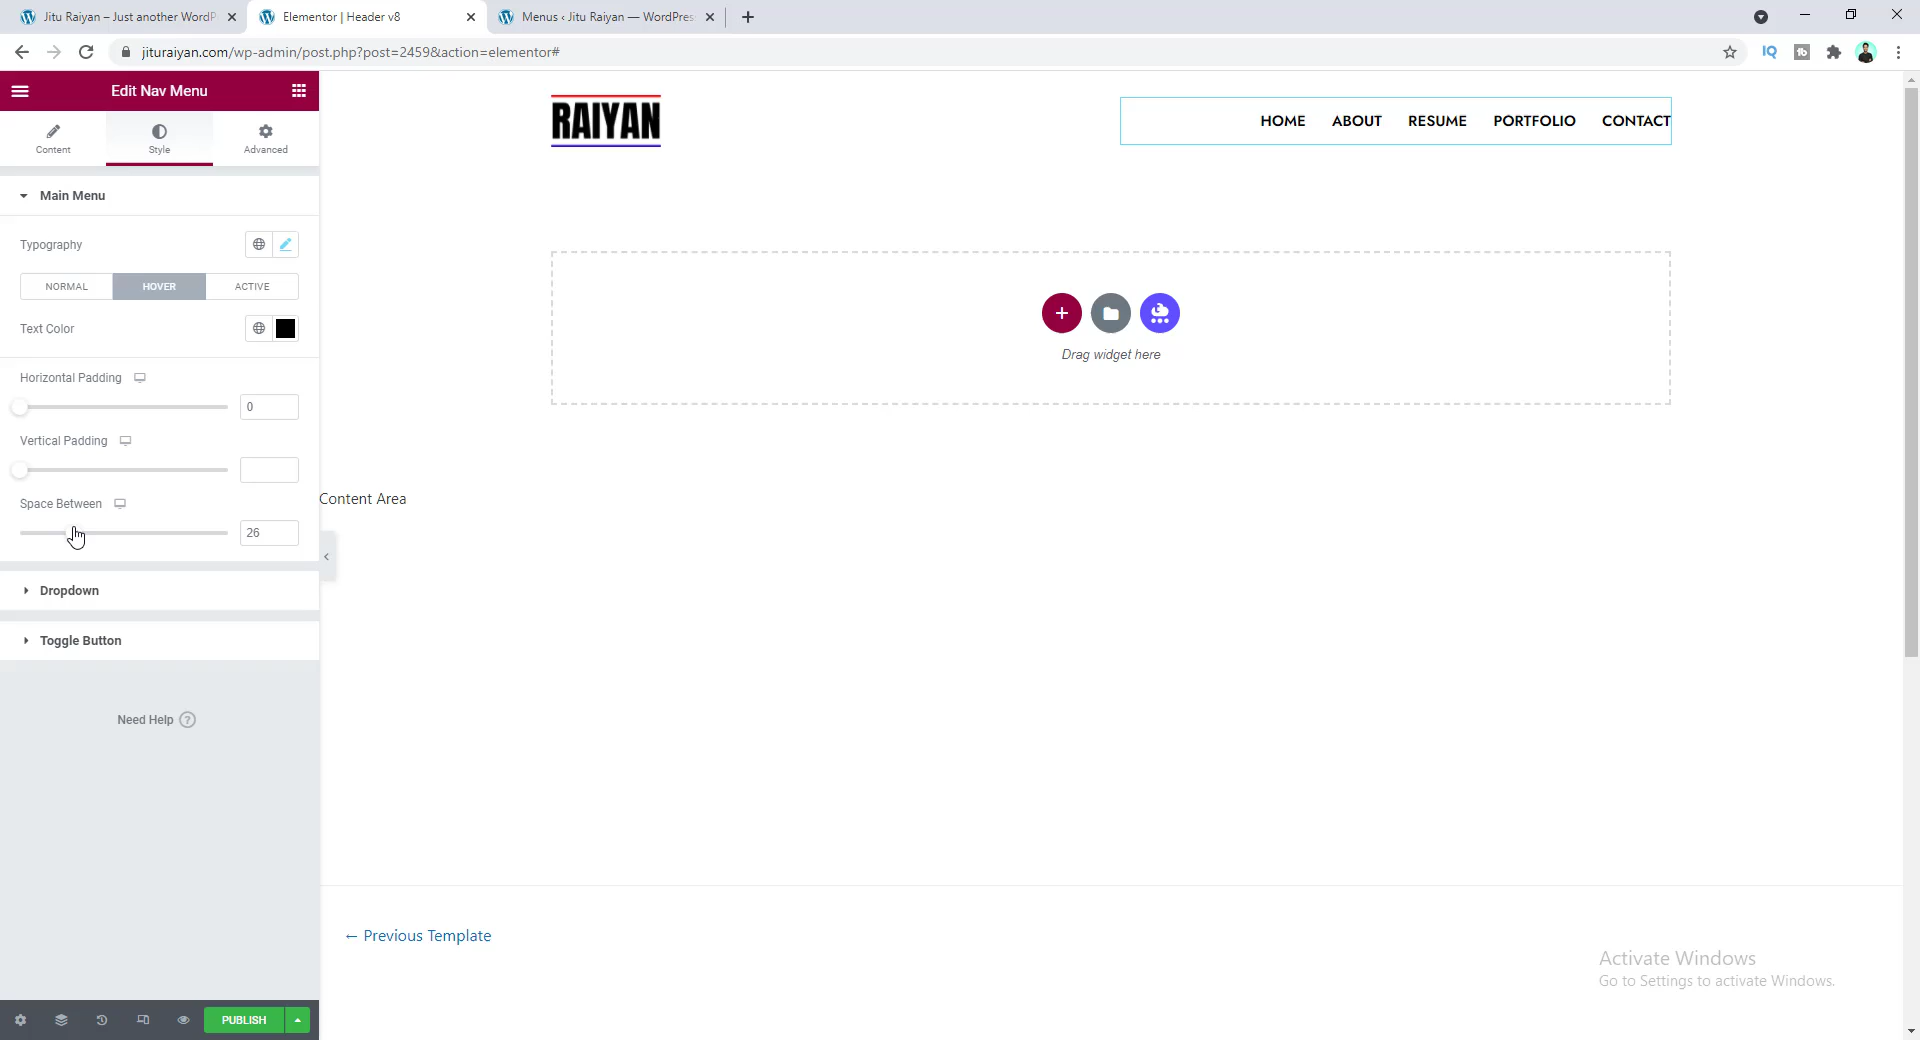 Jitu Raiyan – Just another WordP
Elementor | Header v8
Menus ‹ Jitu Raiyan — WordPres
jituraiyan.com/wp-admin/post.php?post=2459&action=elementor#
IQ
tb
Edit Nav Menu
Content
Style
Advanced
Main Menu
Typography
NORMAL
HOVER
ACTIVE
Text Color
Horizontal Padding
0
Vertical Padding
Space Between
26
Dropdown
Toggle Button
Need Help ?
PUBLISH
RAIYAN
HOME ABOUT RESUME PORTFOLIO CONTACT
Drag widget here
Content Area
← Previous Template
Activate Windows
Go to Settings to activate Windows.